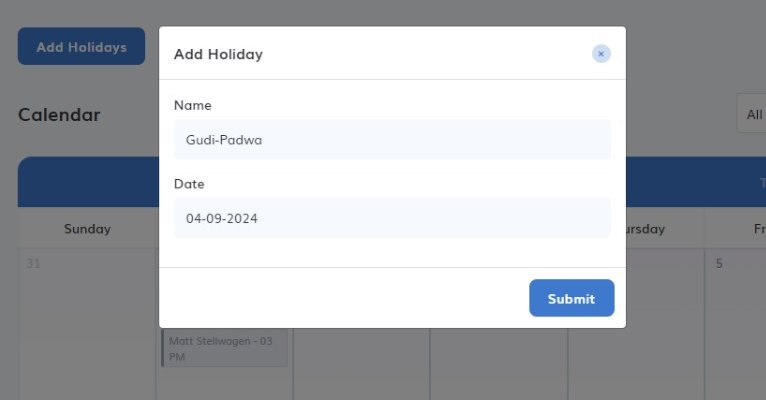 Add Holidays
Add Holiday
×
Name
Gudi-Padwa
Date
04-09-2024
Submit
Calendar
All
Sunday
ursday
Fr
31
5
Matt Stellwagen - 03
PM